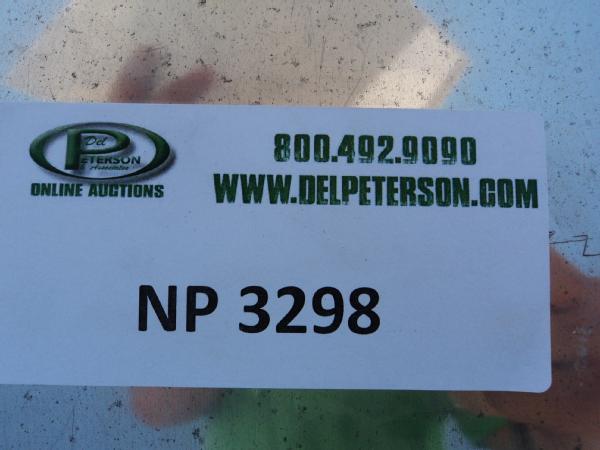 Del
PETERSON
& Associates
ONLINE AUCTIONS
800.492.9090
WWW.DELPETERSON.COM
NP 3298